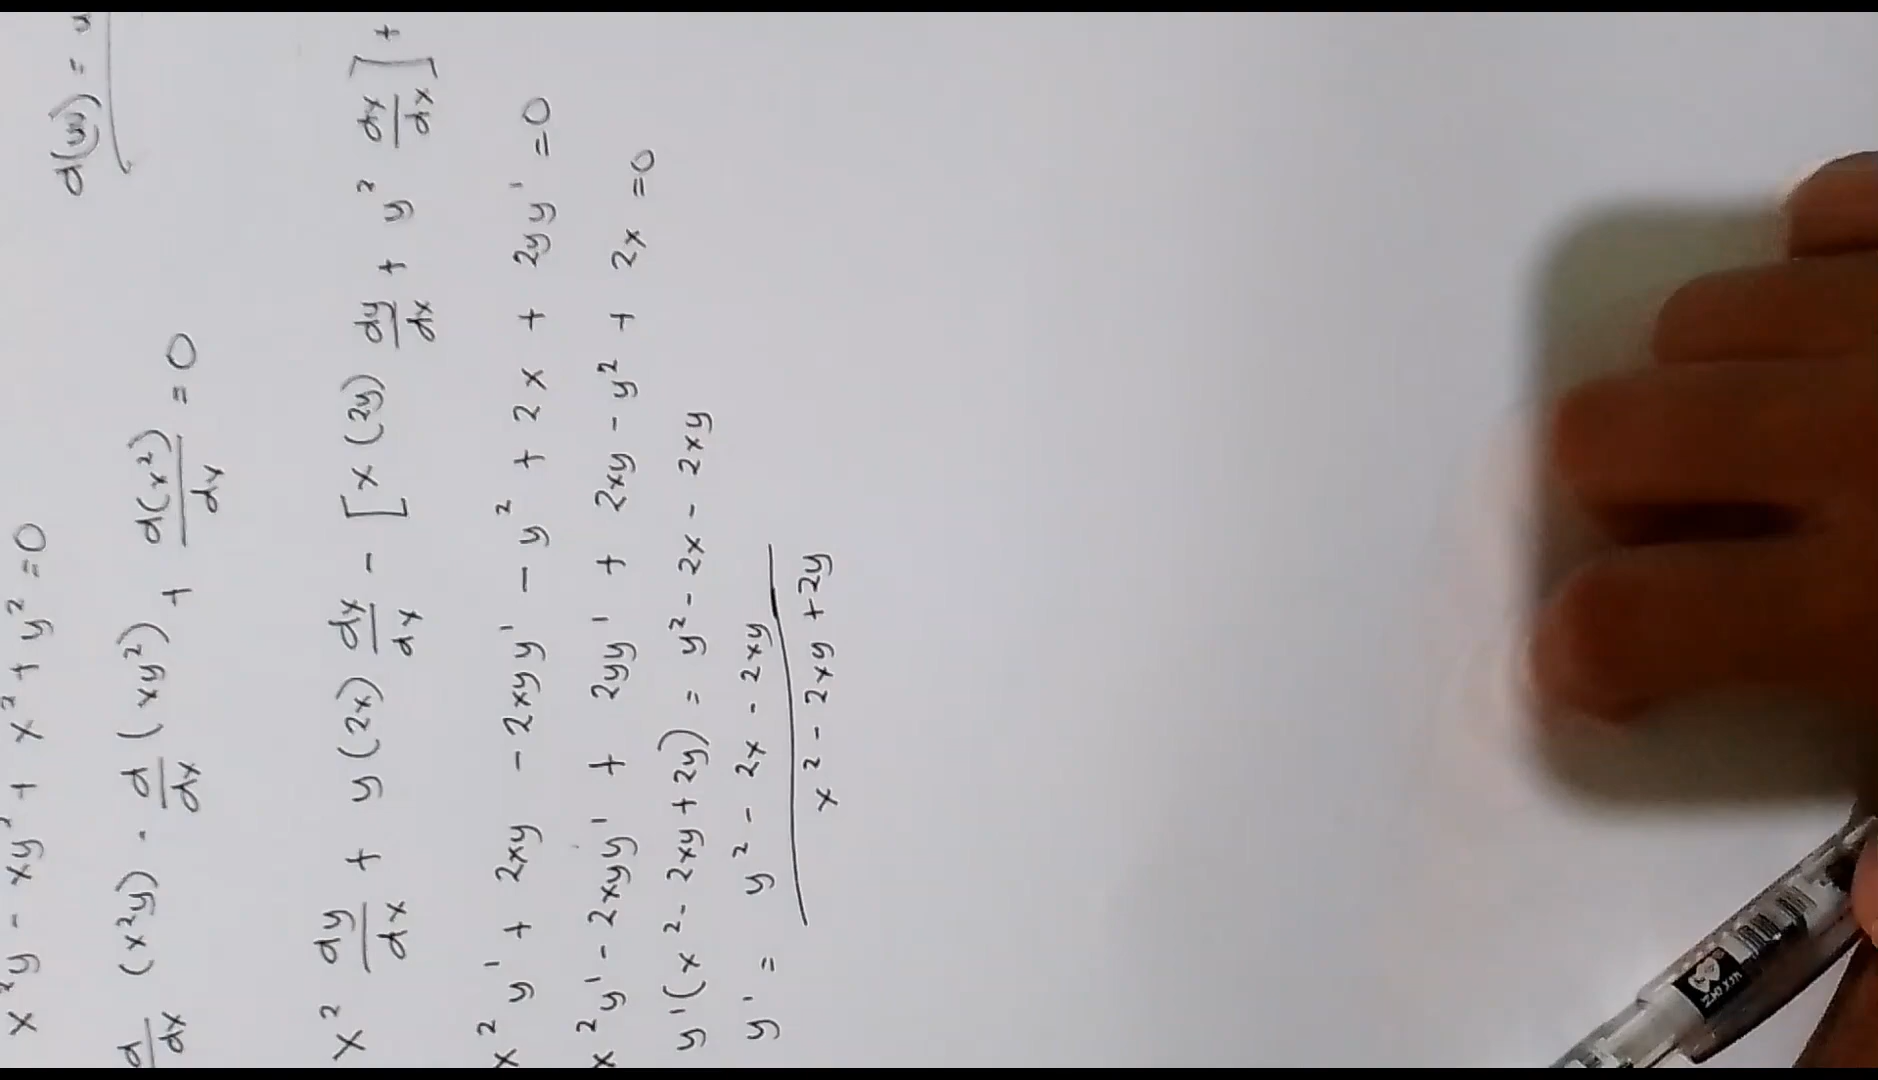 x²y - xy² + x² + y² = 0
d(uv) = u
d/dx (x²y) - d/dx (xy²) + d(x²)/dx = 0
x² dy/dx + y(2x) dx/dx - [x(2y) dy/dx + y² dx/dx] +
x²y' + 2xy - 2xyy' - y² + 2x + 2yy' = 0
x²y' - 2xyy' + 2yy' + 2xy - y² + 2x = 0
y'(x² - 2xy + 2y) = y² - 2x - 2xy
y' = y² - 2x - 2xy
x² - 2xy + 2y